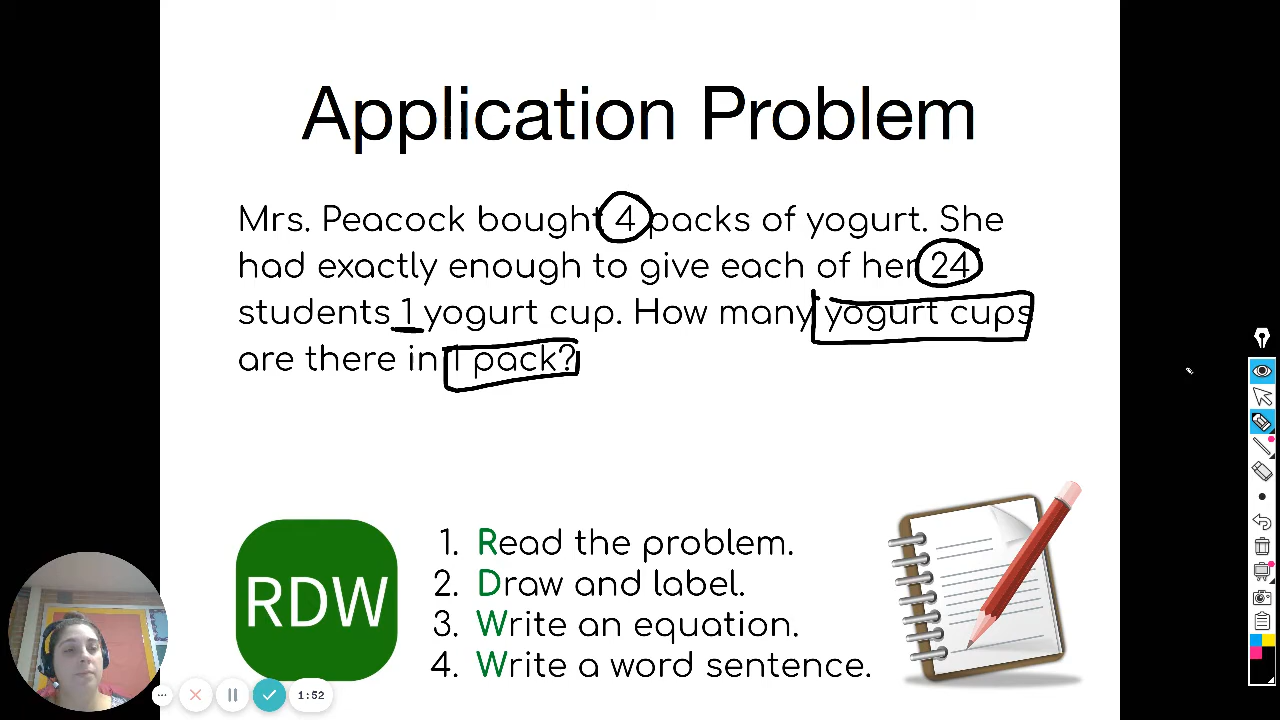 Application Problem
Mrs. Peacock bought 4 packs of yogurt. She
had exactly enough to give each of her 24
students 1 yogurt cup. How many yogurt cups
are there in 1 pack?
RDW
1. Read the problem.
2. Draw and label.
3. Write an equation.
4. Write a word sentence.
1:52